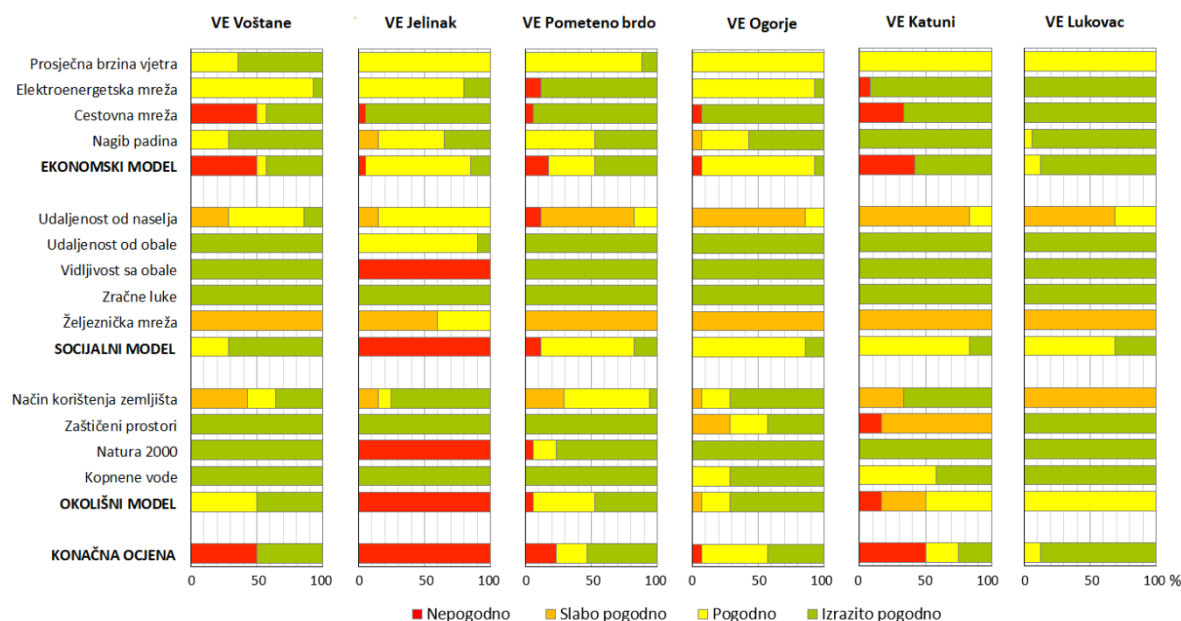 VE Voštane VE Jelinak VE Pometeno brdo VE Ogorje VE Katuni VE Lukovac
Prosječna brzina vjetra
Elektroenergetska mreža
Cestovna mreža
Nagib padina
EKONOMSKI MODEL
Udaljenost od naselja
Udaljenost od obale
Vidljivost sa obale
Zračne luke
Željeznička mreža
SOCIJALNI MODEL
Način korištenja zemljišta
Zaštičeni prostori
Natura 2000
Kopnene vode
OKOLIŠNI MODEL
KONAČNA OCJENA
0 50 100 0 50 100 0 50 100 0 50 100 0 50 100 0 50 100 %
Nepogodno Slabo pogodno Pogodno Izrazito pogodno